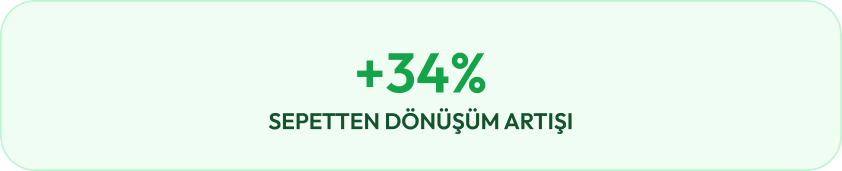 +34%
SEPETTEN DÖNÜŞÜM ARTIŞI